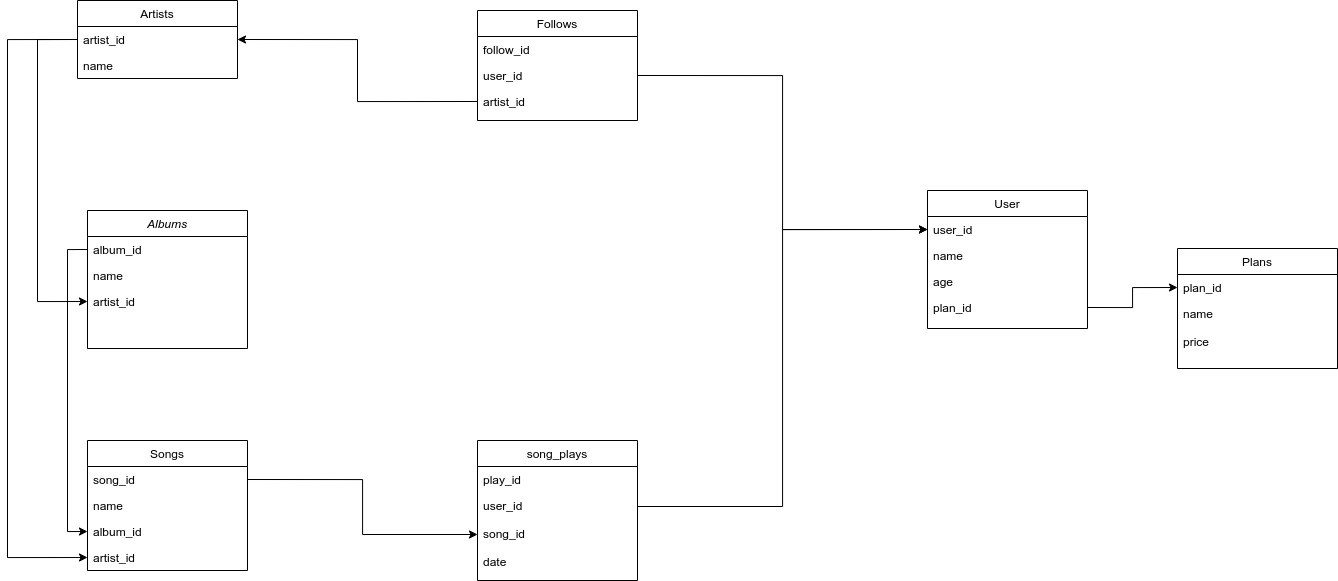 Artists
artist_id
name
Follows
follow_id
user_id
artist_id
Albums
album_id
name
artist_id
User
user_id
name
age
plan_id
Plans
plan_id
name
price
Songs
song_id
name
album_id
artist_id
song_plays
play_id
user_id
song_id
date